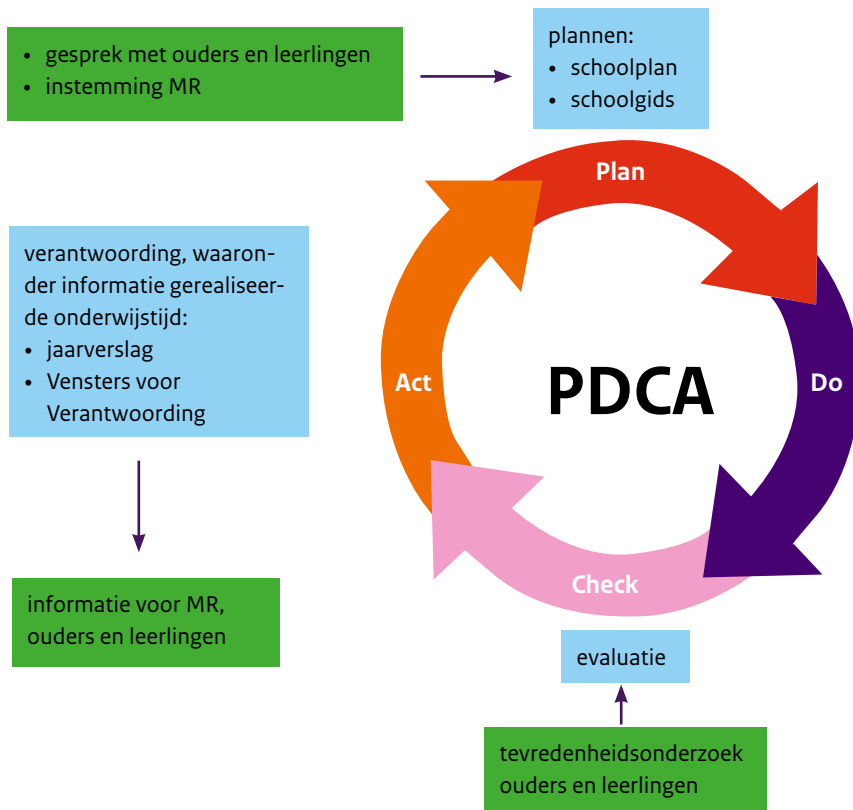 • gesprek met ouders en leerlingen
• instemming MR
plannen:
• schoolplan
• schoolgids
Plan
verantwoording, waaron-
der informatie gerealiseer-
de onderwijstijd:
• jaarverslag
• Vensters voor
Verantwoording
Act
PDCA
Do
Check
informatie voor MR,
ouders en leerlingen
evaluatie
tevredenheidsonderzoek
ouders en leerlingen